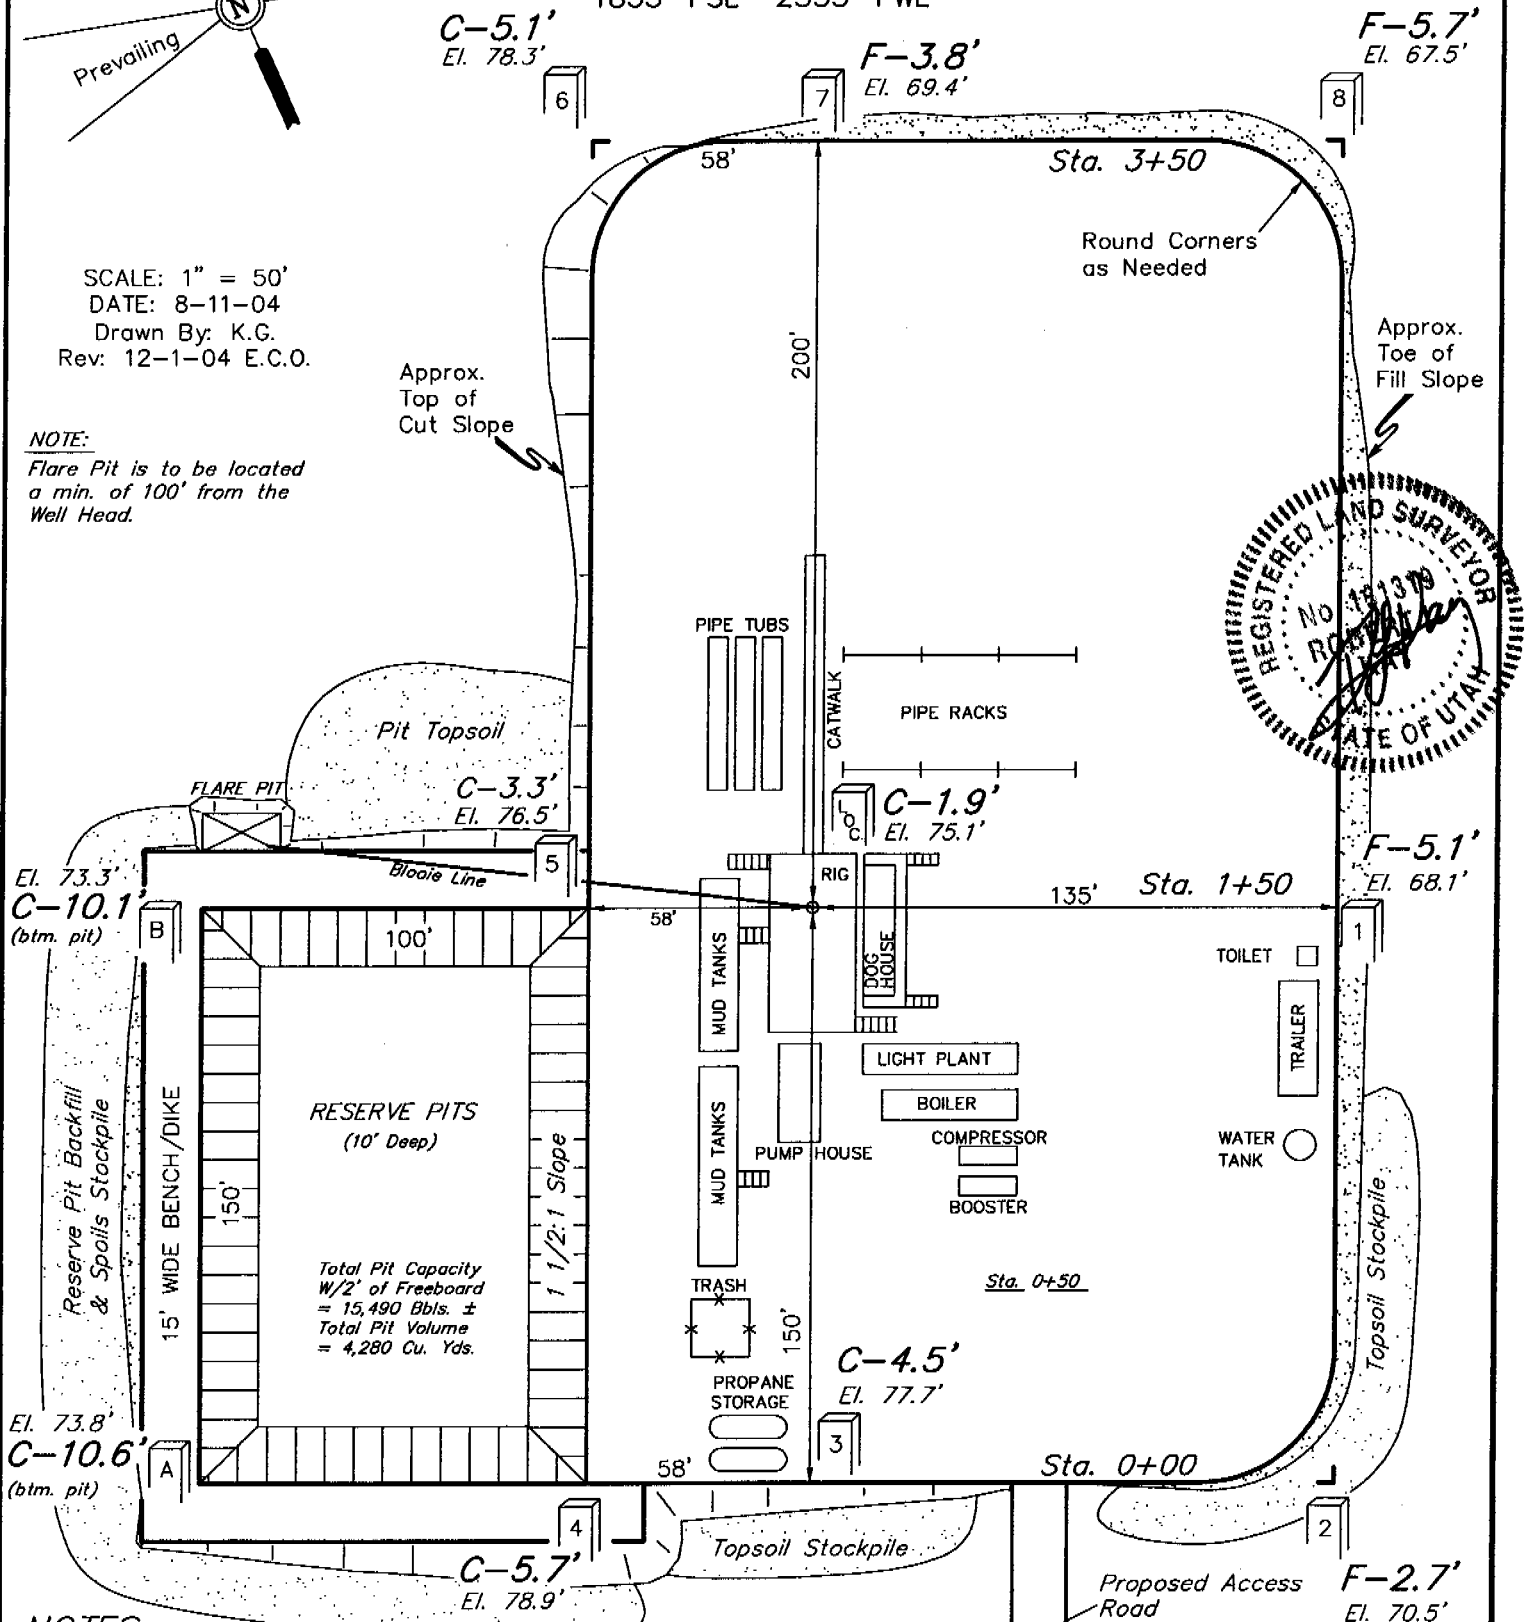 1855' FSL 2555' FWL
N
Prevailing
C-5.1'
El. 78.3'
F-3.8'
El. 69.4'
F-5.7'
El. 67.5'
6
7
8
58'
Sta. 3+50
Round Corners
as Needed
SCALE: 1" = 50'
DATE: 8-11-04
Drawn By: K.G.
Rev: 12-1-04 E.C.O.
Approx.
Top of
Cut Slope
200'
Approx.
Toe of
Fill Slope
NOTE:
Flare Pit is to be located
a min. of 100' from the
Well Head.
REGISTERED LAND SURVEYOR
No.
STATE OF UTAH
PIPE TUBS
CATWALK
PIPE RACKS
Pit Topsoil
FLARE PIT
C-3.3'
El. 76.5'
LOC.
C-1.9'
El. 75.1'
5
Blooie Line
RIG
El. 73.3'
C-10.1'
(btm. pit)
B
100'
58'
135'
Sta. 1+50
F-5.1'
El. 68.1'
1
MUD TANKS
DOG
HOUSE
TOILET
TRAILER
LIGHT PLANT
BOILER
COMPRESSOR
BOOSTER
PUMP HOUSE
MUD TANKS
WATER
TANK
Reserve Pit Backfill
& Spoils Stockpile
15' WIDE BENCH/DIKE
150'
RESERVE PITS
(10' Deep)
1 1/2:1 Slope
Total Pit Capacity
W/2' of Freeboard
= 15,490 Bbls. ±
Total Pit Volume
= 4,280 Cu. Yds.
TRASH
150'
Sta. 0+50
Topsoil Stockpile
PROPANE
STORAGE
C-4.5'
El. 77.7'
3
El. 73.8'
C-10.6'
(btm. pit)
A
58'
Sta. 0+00
4
2
C-5.7'
El. 78.9'
Topsoil Stockpile
Proposed Access
Road
F-2.7'
El. 70.5'
NOTES